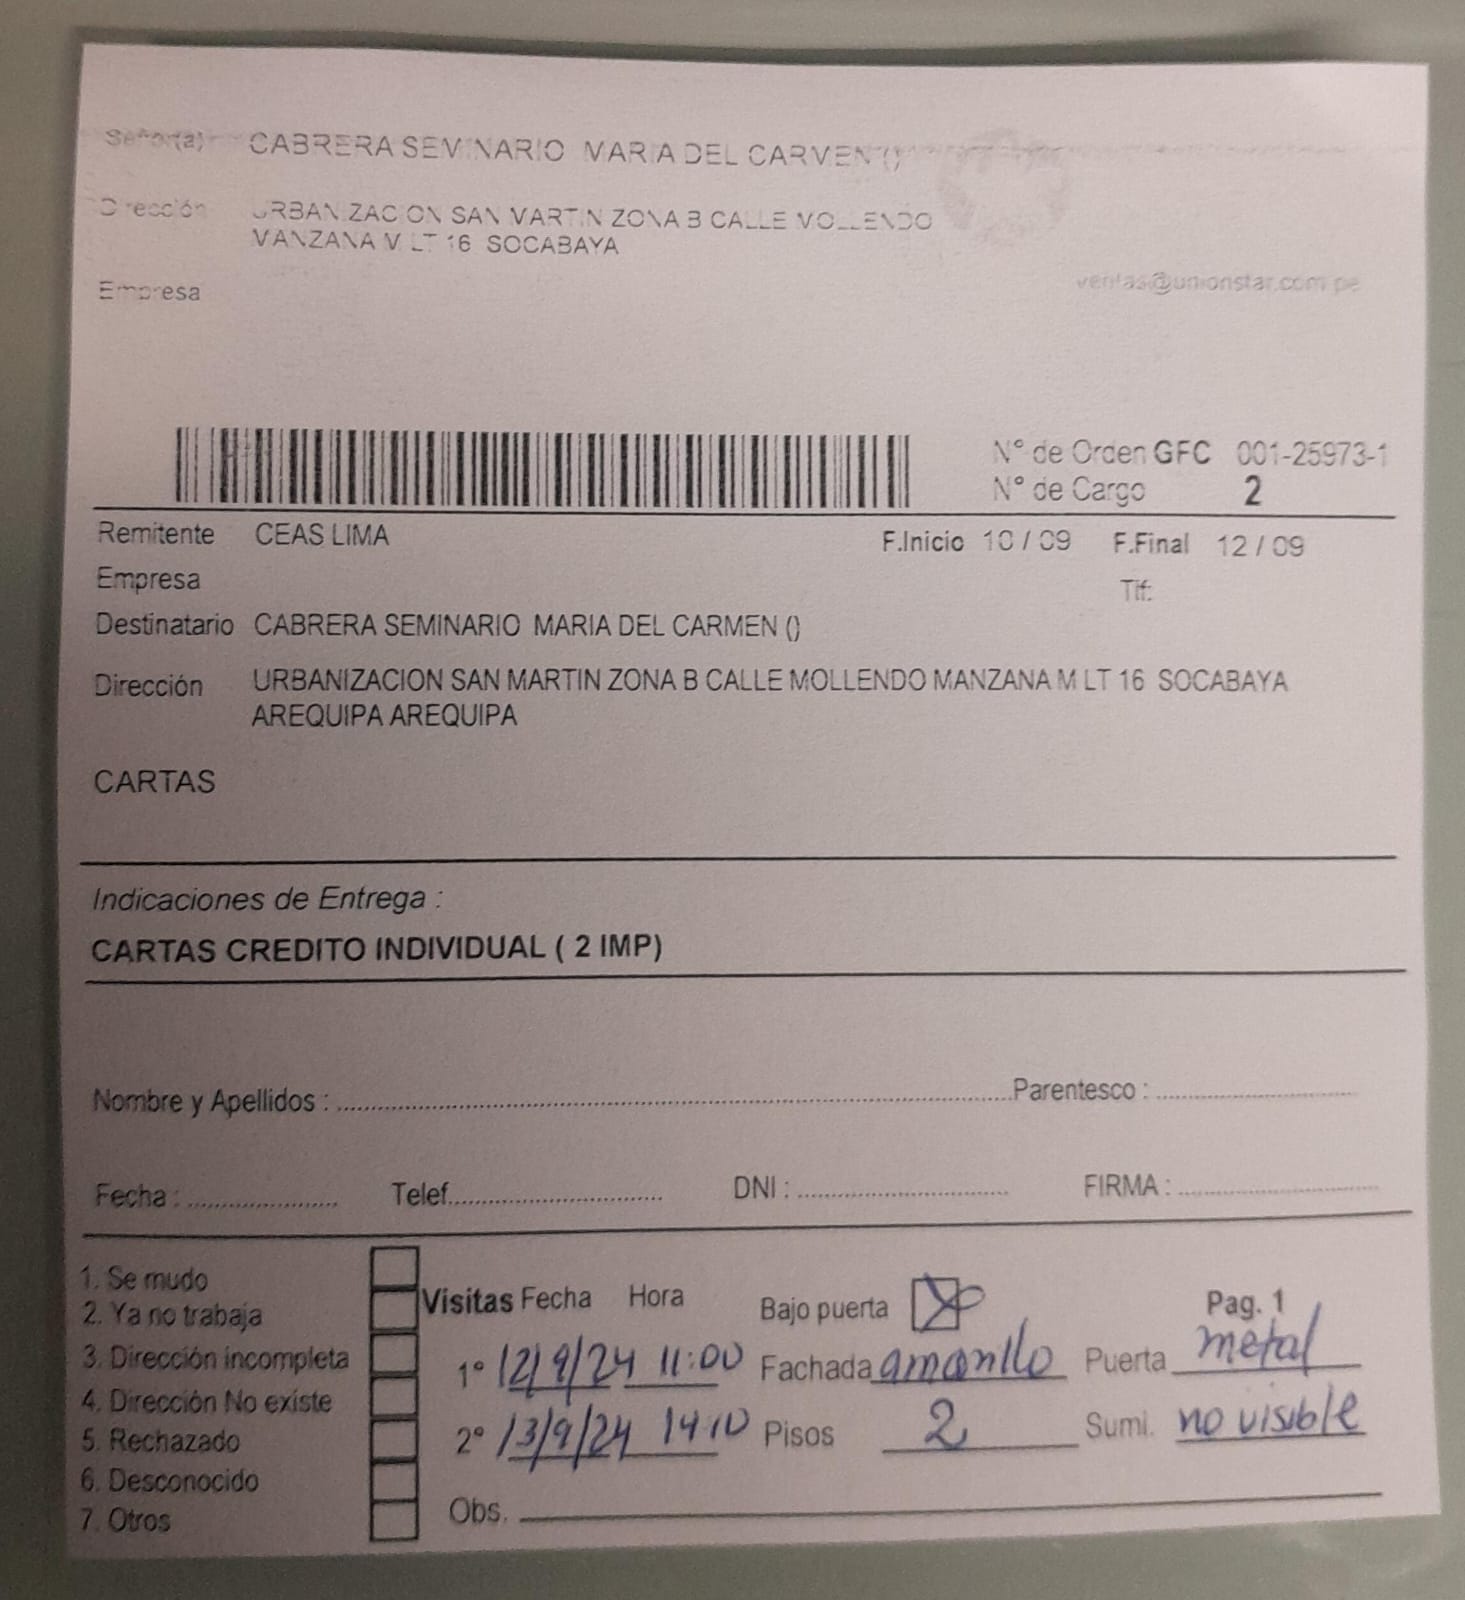 Señor(a) CABRERA SEMINARIO MARIA DEL CARMEN ()
Dirección URBANIZACION SAN MARTIN ZONA B CALLE MOLLENDO
MANZANA M LT 16 SOCABAYA
Empresa
ventas@unionstar.com.pe
N° de Orden GFC 001-25973-1
N° de Cargo 2
Remitente CEAS LIMA F.Inicio 10 / 09 F.Final 12 / 09
Empresa Tlf:
Destinatario CABRERA SEMINARIO MARIA DEL CARMEN ()
Dirección URBANIZACION SAN MARTIN ZONA B CALLE MOLLENDO MANZANA M LT 16 SOCABAYA
AREQUIPA AREQUIPA
CARTAS
Indicaciones de Entrega :
CARTAS CREDITO INDIVIDUAL ( 2 IMP)
Nombre y Apellidos : Parentesco :
Fecha : Telef. DNI : FIRMA :
1. Se mudo
2. Ya no trabaja
3. Dirección incompleta
4. Dirección No existe
5. Rechazado
6. Desconocido
7. Otros
Visitas Fecha Hora Bajo puerta Pag. 1
1° 12/9/24 11:00 Fachada amarillo Puerta metal
2° 13/9/24 14:10 Pisos 2 Sumi. no visible
Obs.